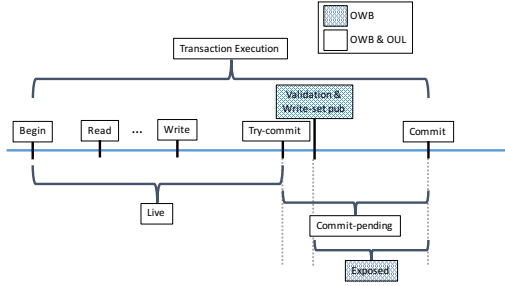 OWB
OWB & OUL
Transaction Execution
Validation &
Write-set pub
Begin
Read
...
Write
Try-commit
Commit
Live
Commit-pending
Exposed